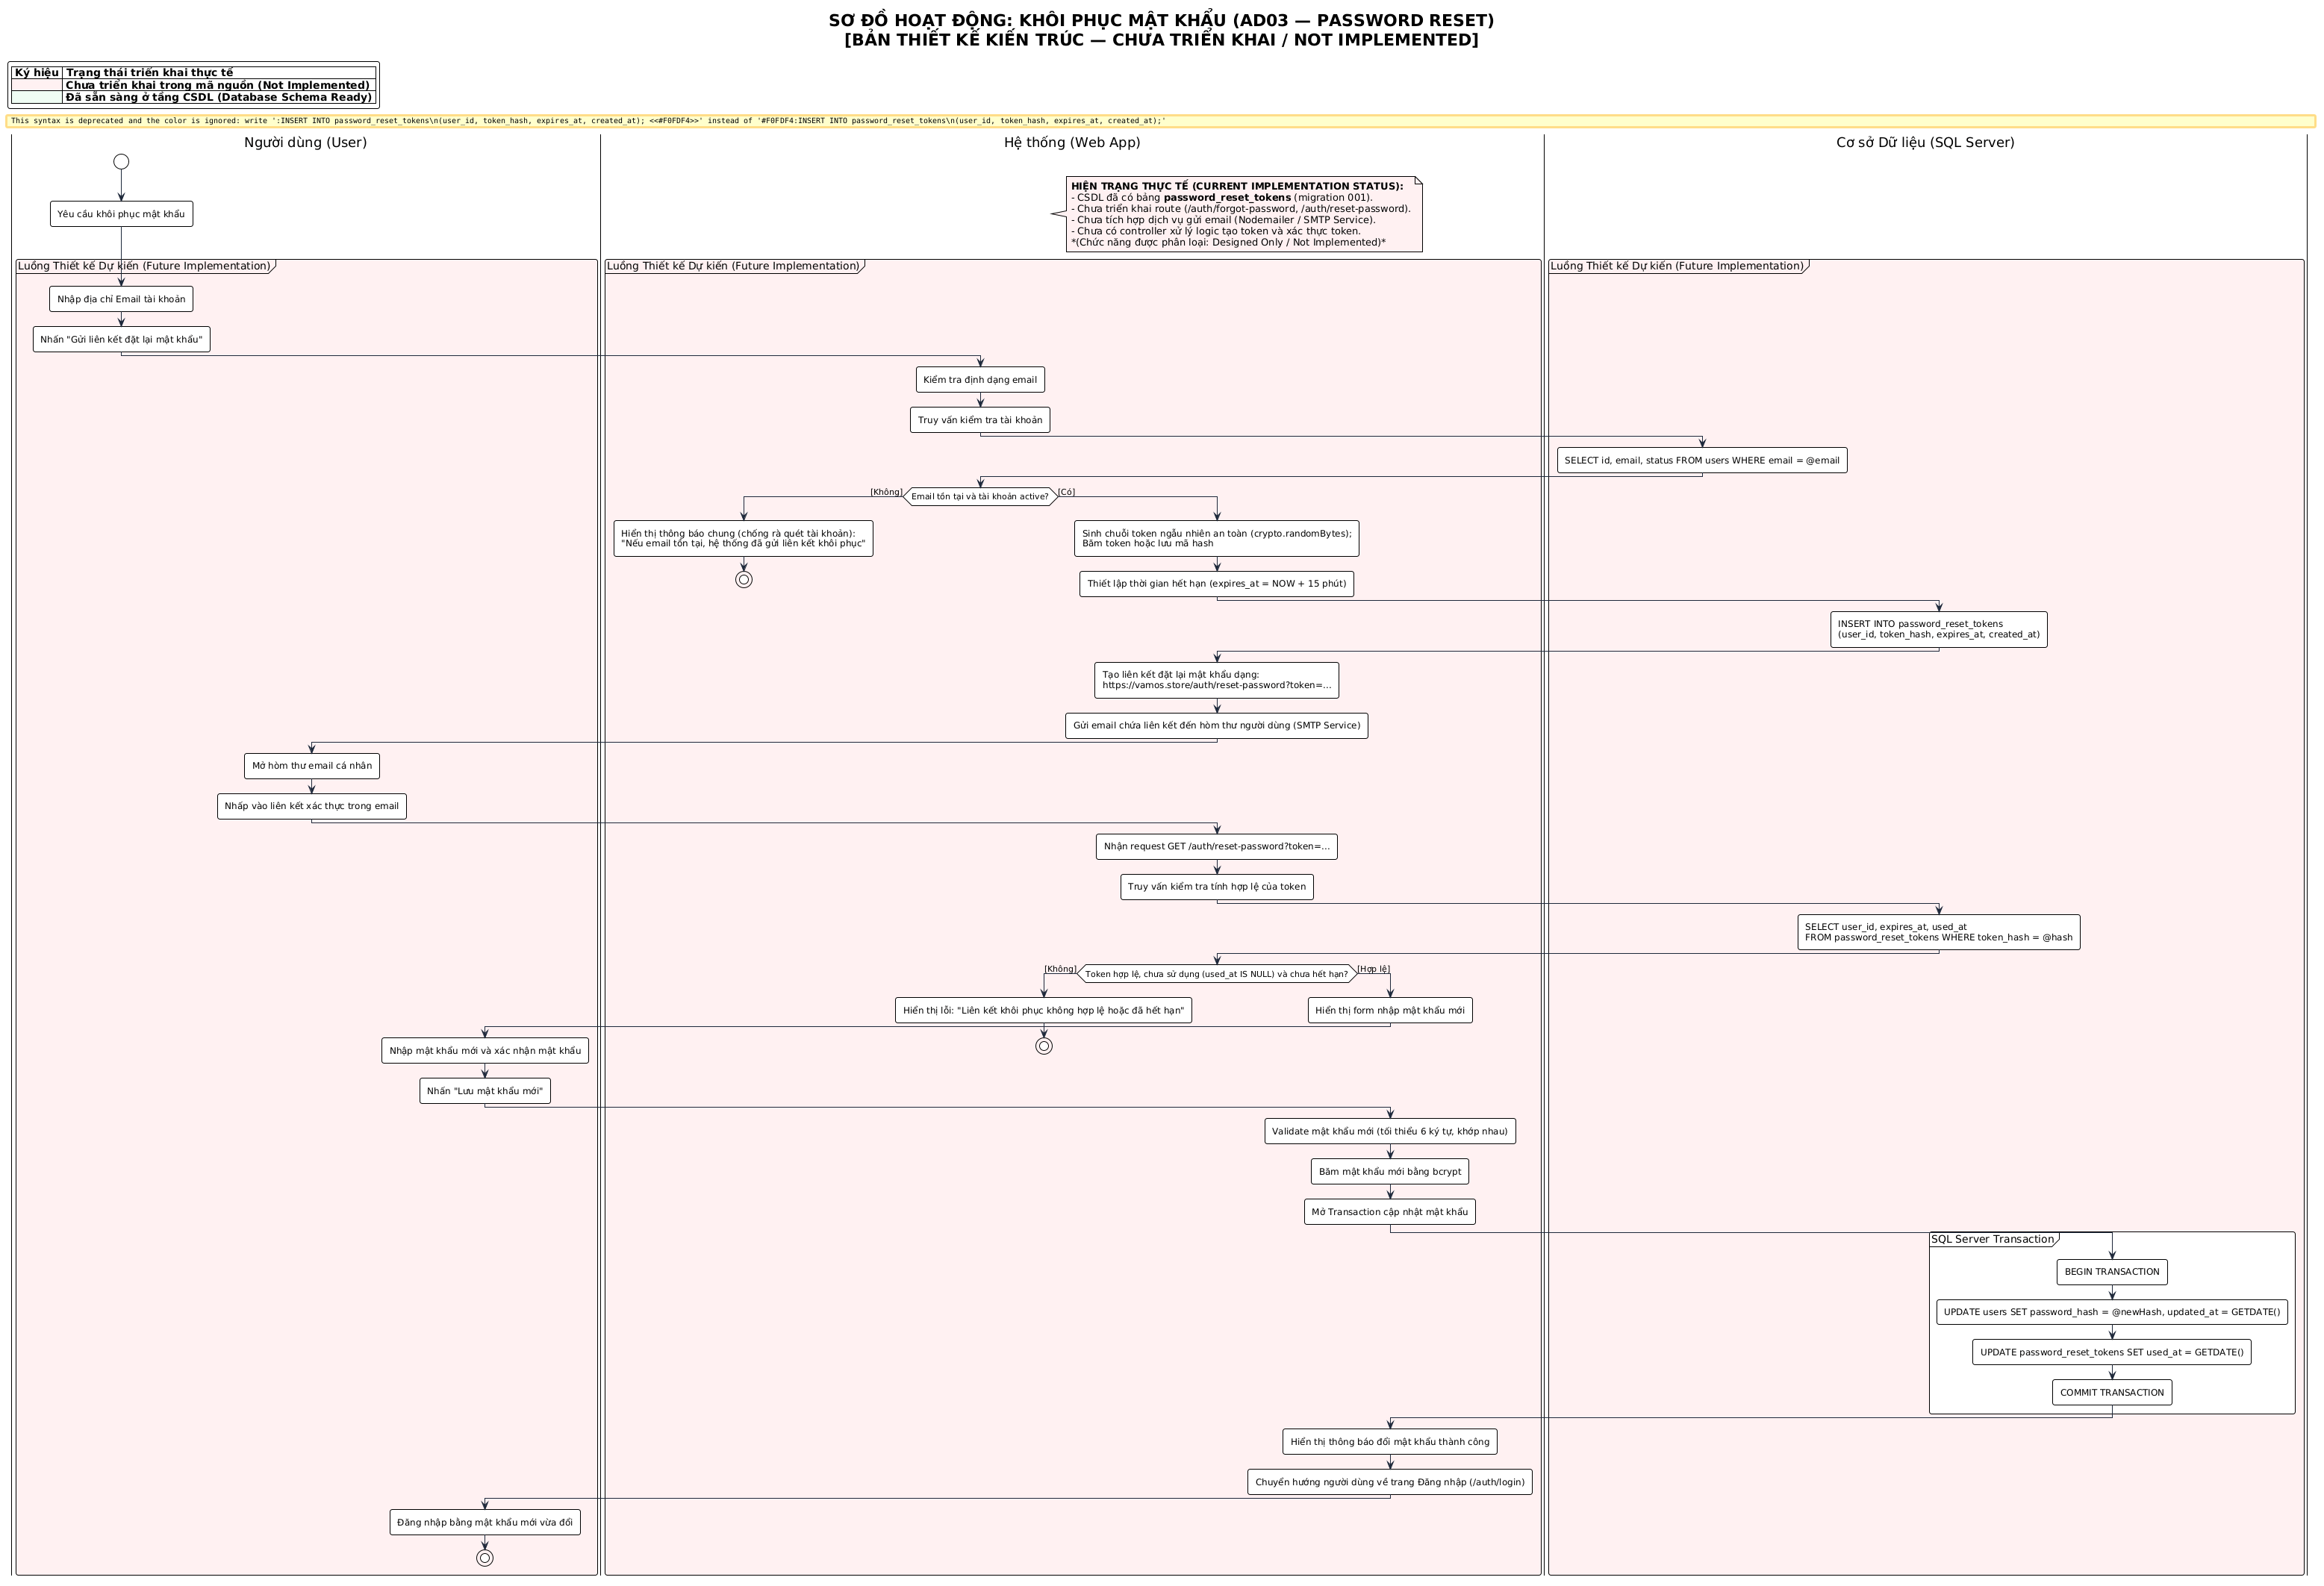 SƠ ĐỒ HOẠT ĐỘNG: KHÔI PHỤC MẬT KHẨU (AD03 — PASSWORD RESET)
[BẢN THIẾT KẾ KIẾN TRÚC — CHƯA TRIỂN KHAI / NOT IMPLEMENTED]
Ký hiệu Trạng thái triển khai thực tế
Chưa triển khai trong mã nguồn (Not Implemented)
Đã sẵn sàng ở tầng CSDL (Database Schema Ready)
This syntax is deprecated and the color is ignored: write ':INSERT INTO password_reset_tokens\n(user_id, token_hash, expires_at, created_at); <<#F0FDF4>>' instead of '#F0FDF4:INSERT INTO password_reset_tokens\n(user_id, token_hash, expires_at, created_at);'
Người dùng (User)
Hệ thống (Web App)
Cơ sở Dữ liệu (SQL Server)
HIỆN TRẠNG THỰC TẾ (CURRENT IMPLEMENTATION STATUS):
- CSDL đã có bảng password_reset_tokens (migration 001).
- Chưa triển khai route (/auth/forgot-password, /auth/reset-password).
- Chưa tích hợp dịch vụ gửi email (Nodemailer / SMTP Service).
- Chưa có controller xử lý logic tạo token và xác thực token.
*(Chức năng được phân loại: Designed Only / Not Implemented)*
Yêu cầu khôi phục mật khẩu
Luồng Thiết kế Dự kiến (Future Implementation)
Luồng Thiết kế Dự kiến (Future Implementation)
Luồng Thiết kế Dự kiến (Future Implementation)
Nhập địa chỉ Email tài khoản
Nhấn "Gửi liên kết đặt lại mật khẩu"
Kiểm tra định dạng email
Truy vấn kiểm tra tài khoản
SELECT id, email, status FROM users WHERE email = @email
[Không]
Email tồn tại và tài khoản active?
[Có]
Hiển thị thông báo chung (chống rà quét tài khoản):
"Nếu email tồn tại, hệ thống đã gửi liên kết khôi phục"
Sinh chuỗi token ngẫu nhiên an toàn (crypto.randomBytes);
Băm token hoặc lưu mã hash
Thiết lập thời gian hết hạn (expires_at = NOW + 15 phút)
INSERT INTO password_reset_tokens
(user_id, token_hash, expires_at, created_at)
Tạo liên kết đặt lại mật khẩu dạng:
https://vamos.store/auth/reset-password?token=...
Gửi email chứa liên kết đến hòm thư người dùng (SMTP Service)
Mở hòm thư email cá nhân
Nhấp vào liên kết xác thực trong email
Nhận request GET /auth/reset-password?token=...
Truy vấn kiểm tra tính hợp lệ của token
SELECT user_id, expires_at, used_at
FROM password_reset_tokens WHERE token_hash = @hash
[Không]
Token hợp lệ, chưa sử dụng (used_at IS NULL) và chưa hết hạn?
[Hợp lệ]
Hiển thị lỗi: "Liên kết khôi phục không hợp lệ hoặc đã hết hạn"
Hiển thị form nhập mật khẩu mới
Nhập mật khẩu mới và xác nhận mật khẩu
Nhấn "Lưu mật khẩu mới"
Validate mật khẩu mới (tối thiểu 6 ký tự, khớp nhau)
Băm mật khẩu mới bằng bcrypt
Mở Transaction cập nhật mật khẩu
SQL Server Transaction
BEGIN TRANSACTION
UPDATE users SET password_hash = @newHash, updated_at = GETDATE()
UPDATE password_reset_tokens SET used_at = GETDATE()
COMMIT TRANSACTION
Hiển thị thông báo đổi mật khẩu thành công
Chuyển hướng người dùng về trang Đăng nhập (/auth/login)
Đăng nhập bằng mật khẩu mới vừa đổi